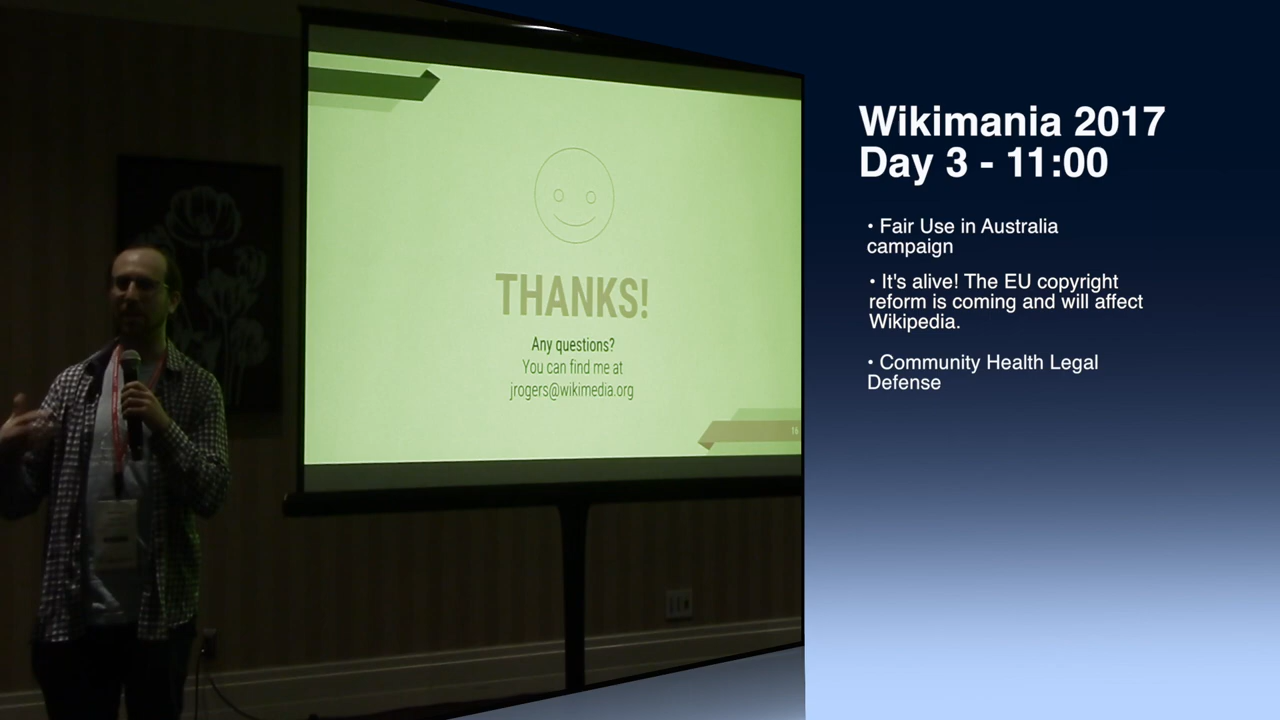 THANKS!
Any questions?
You can find me at
jrogers@wikimedia.org
16
Wikimania 2017
Day 3 - 11:00
• Fair Use in Australia
campaign
• It's alive! The EU copyright
reform is coming and will affect
Wikipedia.
• Community Health Legal
Defense